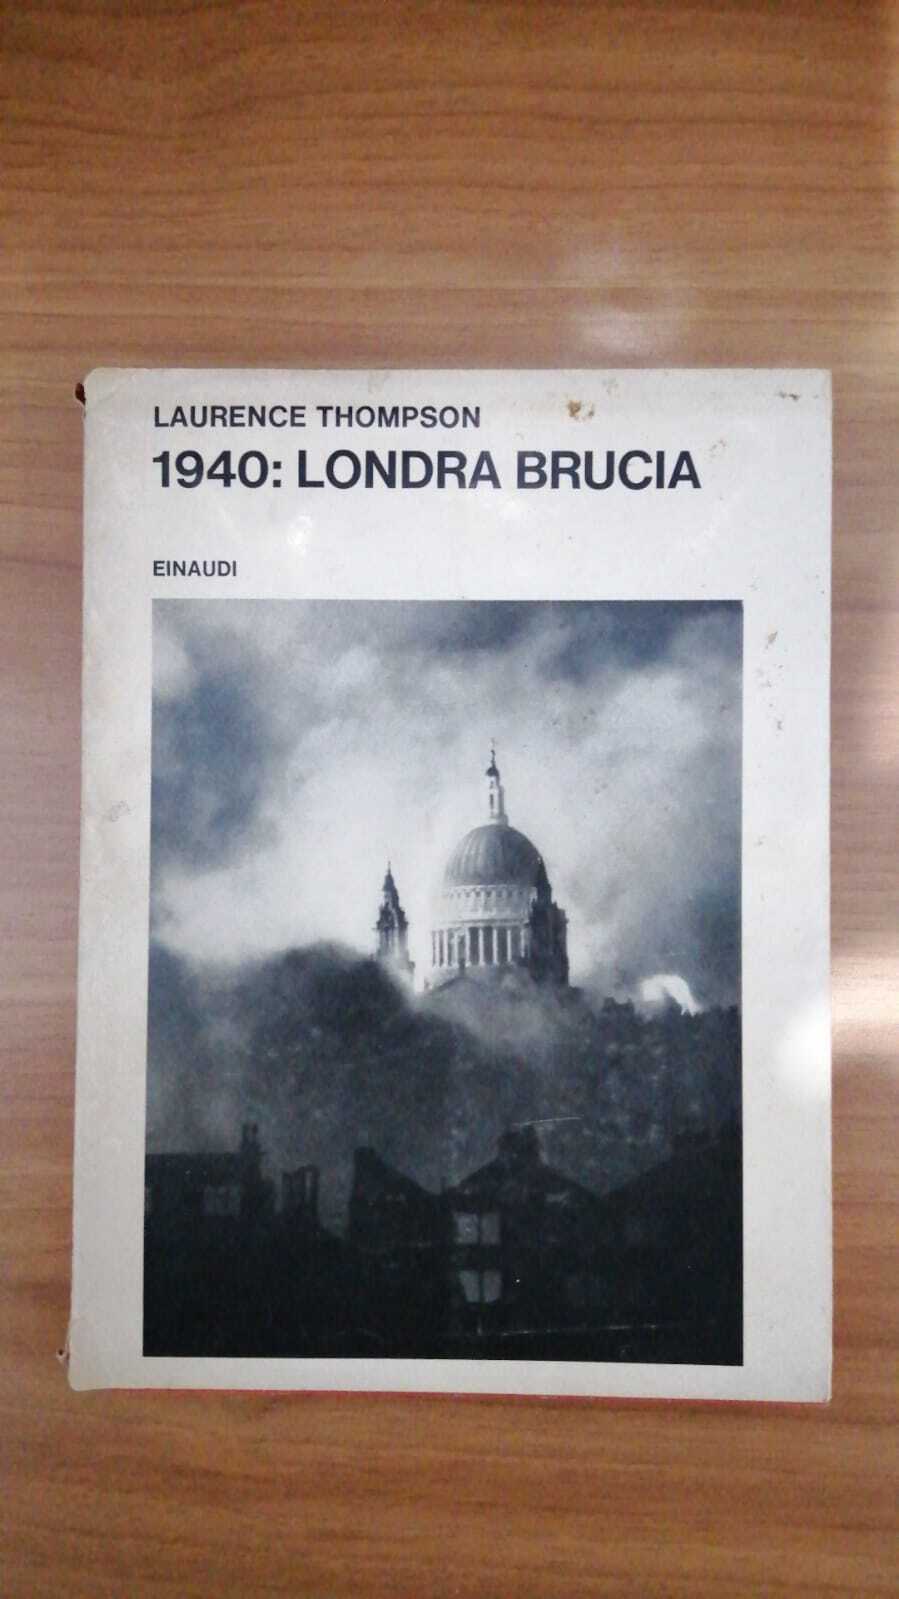 LAURENCE THOMPSON
1940: LONDRA BRUCIA
EINAUDI